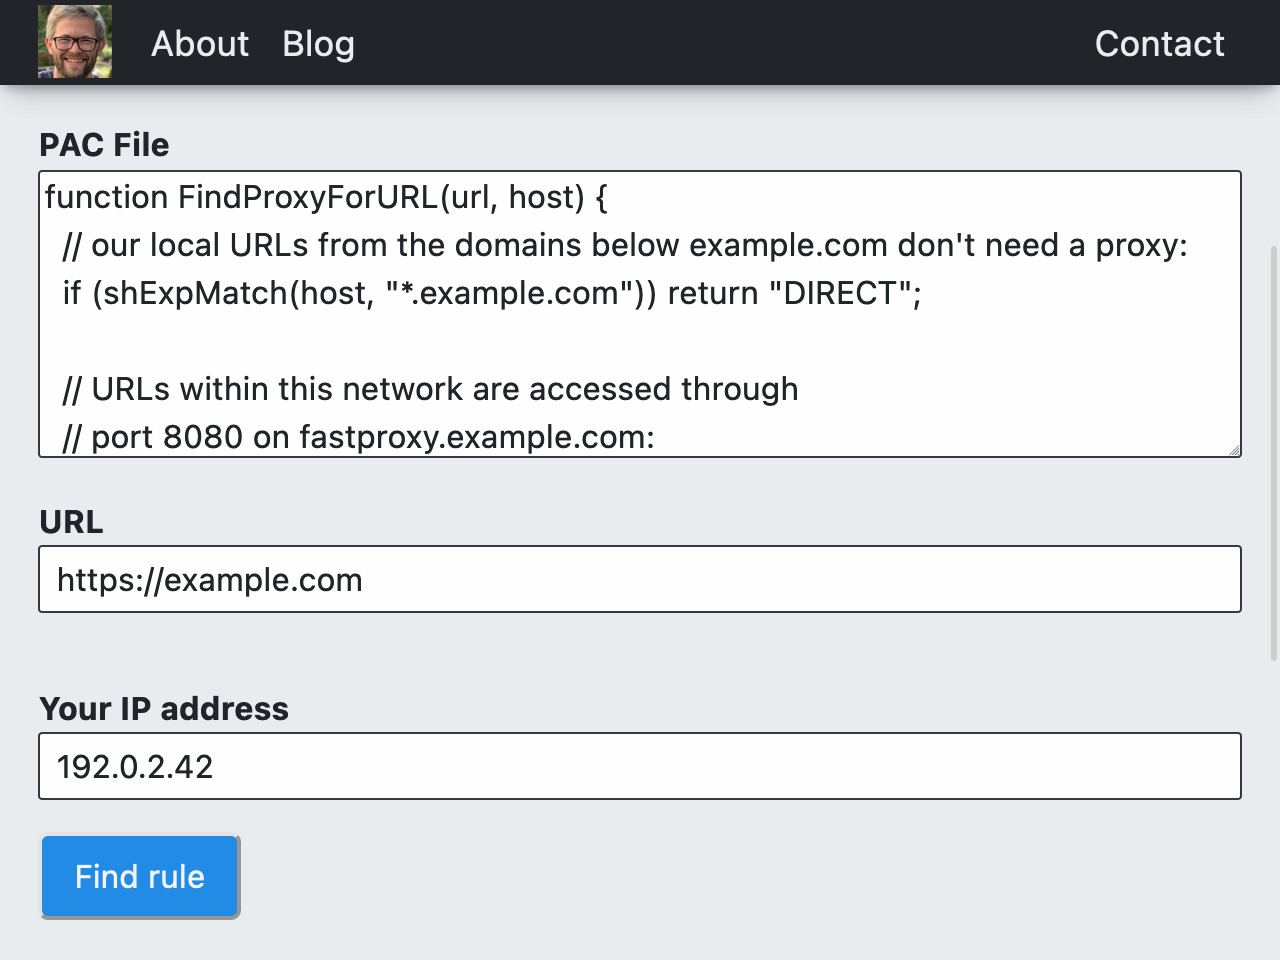 About Blog Contact
PAC File
function FindProxyForURL(url, host) {
// our local URLs from the domains below example.com don't need a proxy:
if (shExpMatch(host, "*.example.com")) return "DIRECT";
// URLs within this network are accessed through
// port 8080 on fastproxy.example.com:
URL
https://example.com
Your IP address
192.0.2.42
Find rule